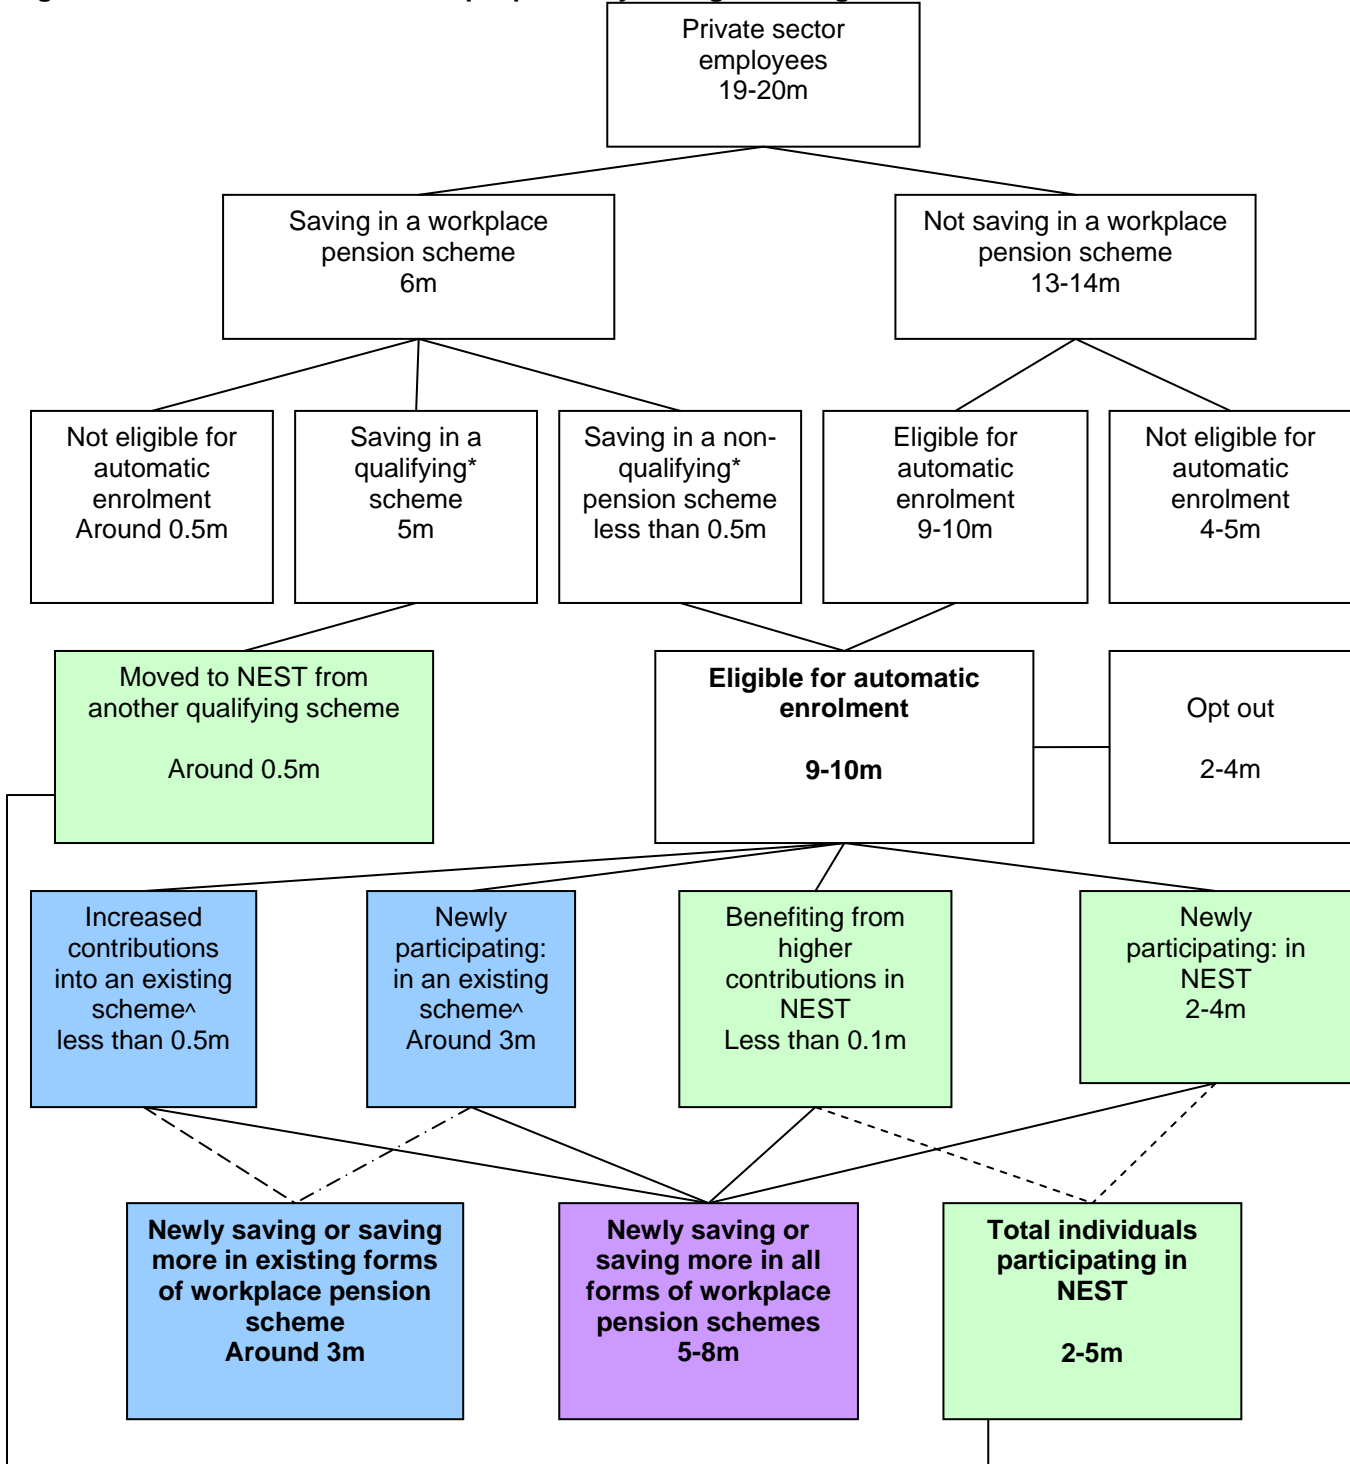 Private sector
employees
19-20m
Saving in a workplace
pension scheme
6m
Not saving in a workplace
pension scheme
13-14m
Not eligible for
automatic
enrolment
Around 0.5m
Saving in a
qualifying*
scheme
5m
Saving in a non-
qualifying*
pension scheme
less than 0.5m
Eligible for
automatic
enrolment
9-10m
Not eligible for
automatic
enrolment
4-5m
Moved to NEST from
another qualifying scheme
Around 0.5m
Eligible for automatic
enrolment
9-10m
Opt out
2-4m
Increased
contributions
into an existing
scheme^
less than 0.5m
Newly
participating:
in an existing
scheme^
Around 3m
Benefiting from
higher
contributions in
NEST
Less than 0.1m
Newly
participating: in
NEST
2-4m
Newly saving or saving
more in existing forms
of workplace pension
scheme
Around 3m
Newly saving or
saving more in all
forms of workplace
pension schemes
5-8m
Total individuals
participating in
NEST
2-5m